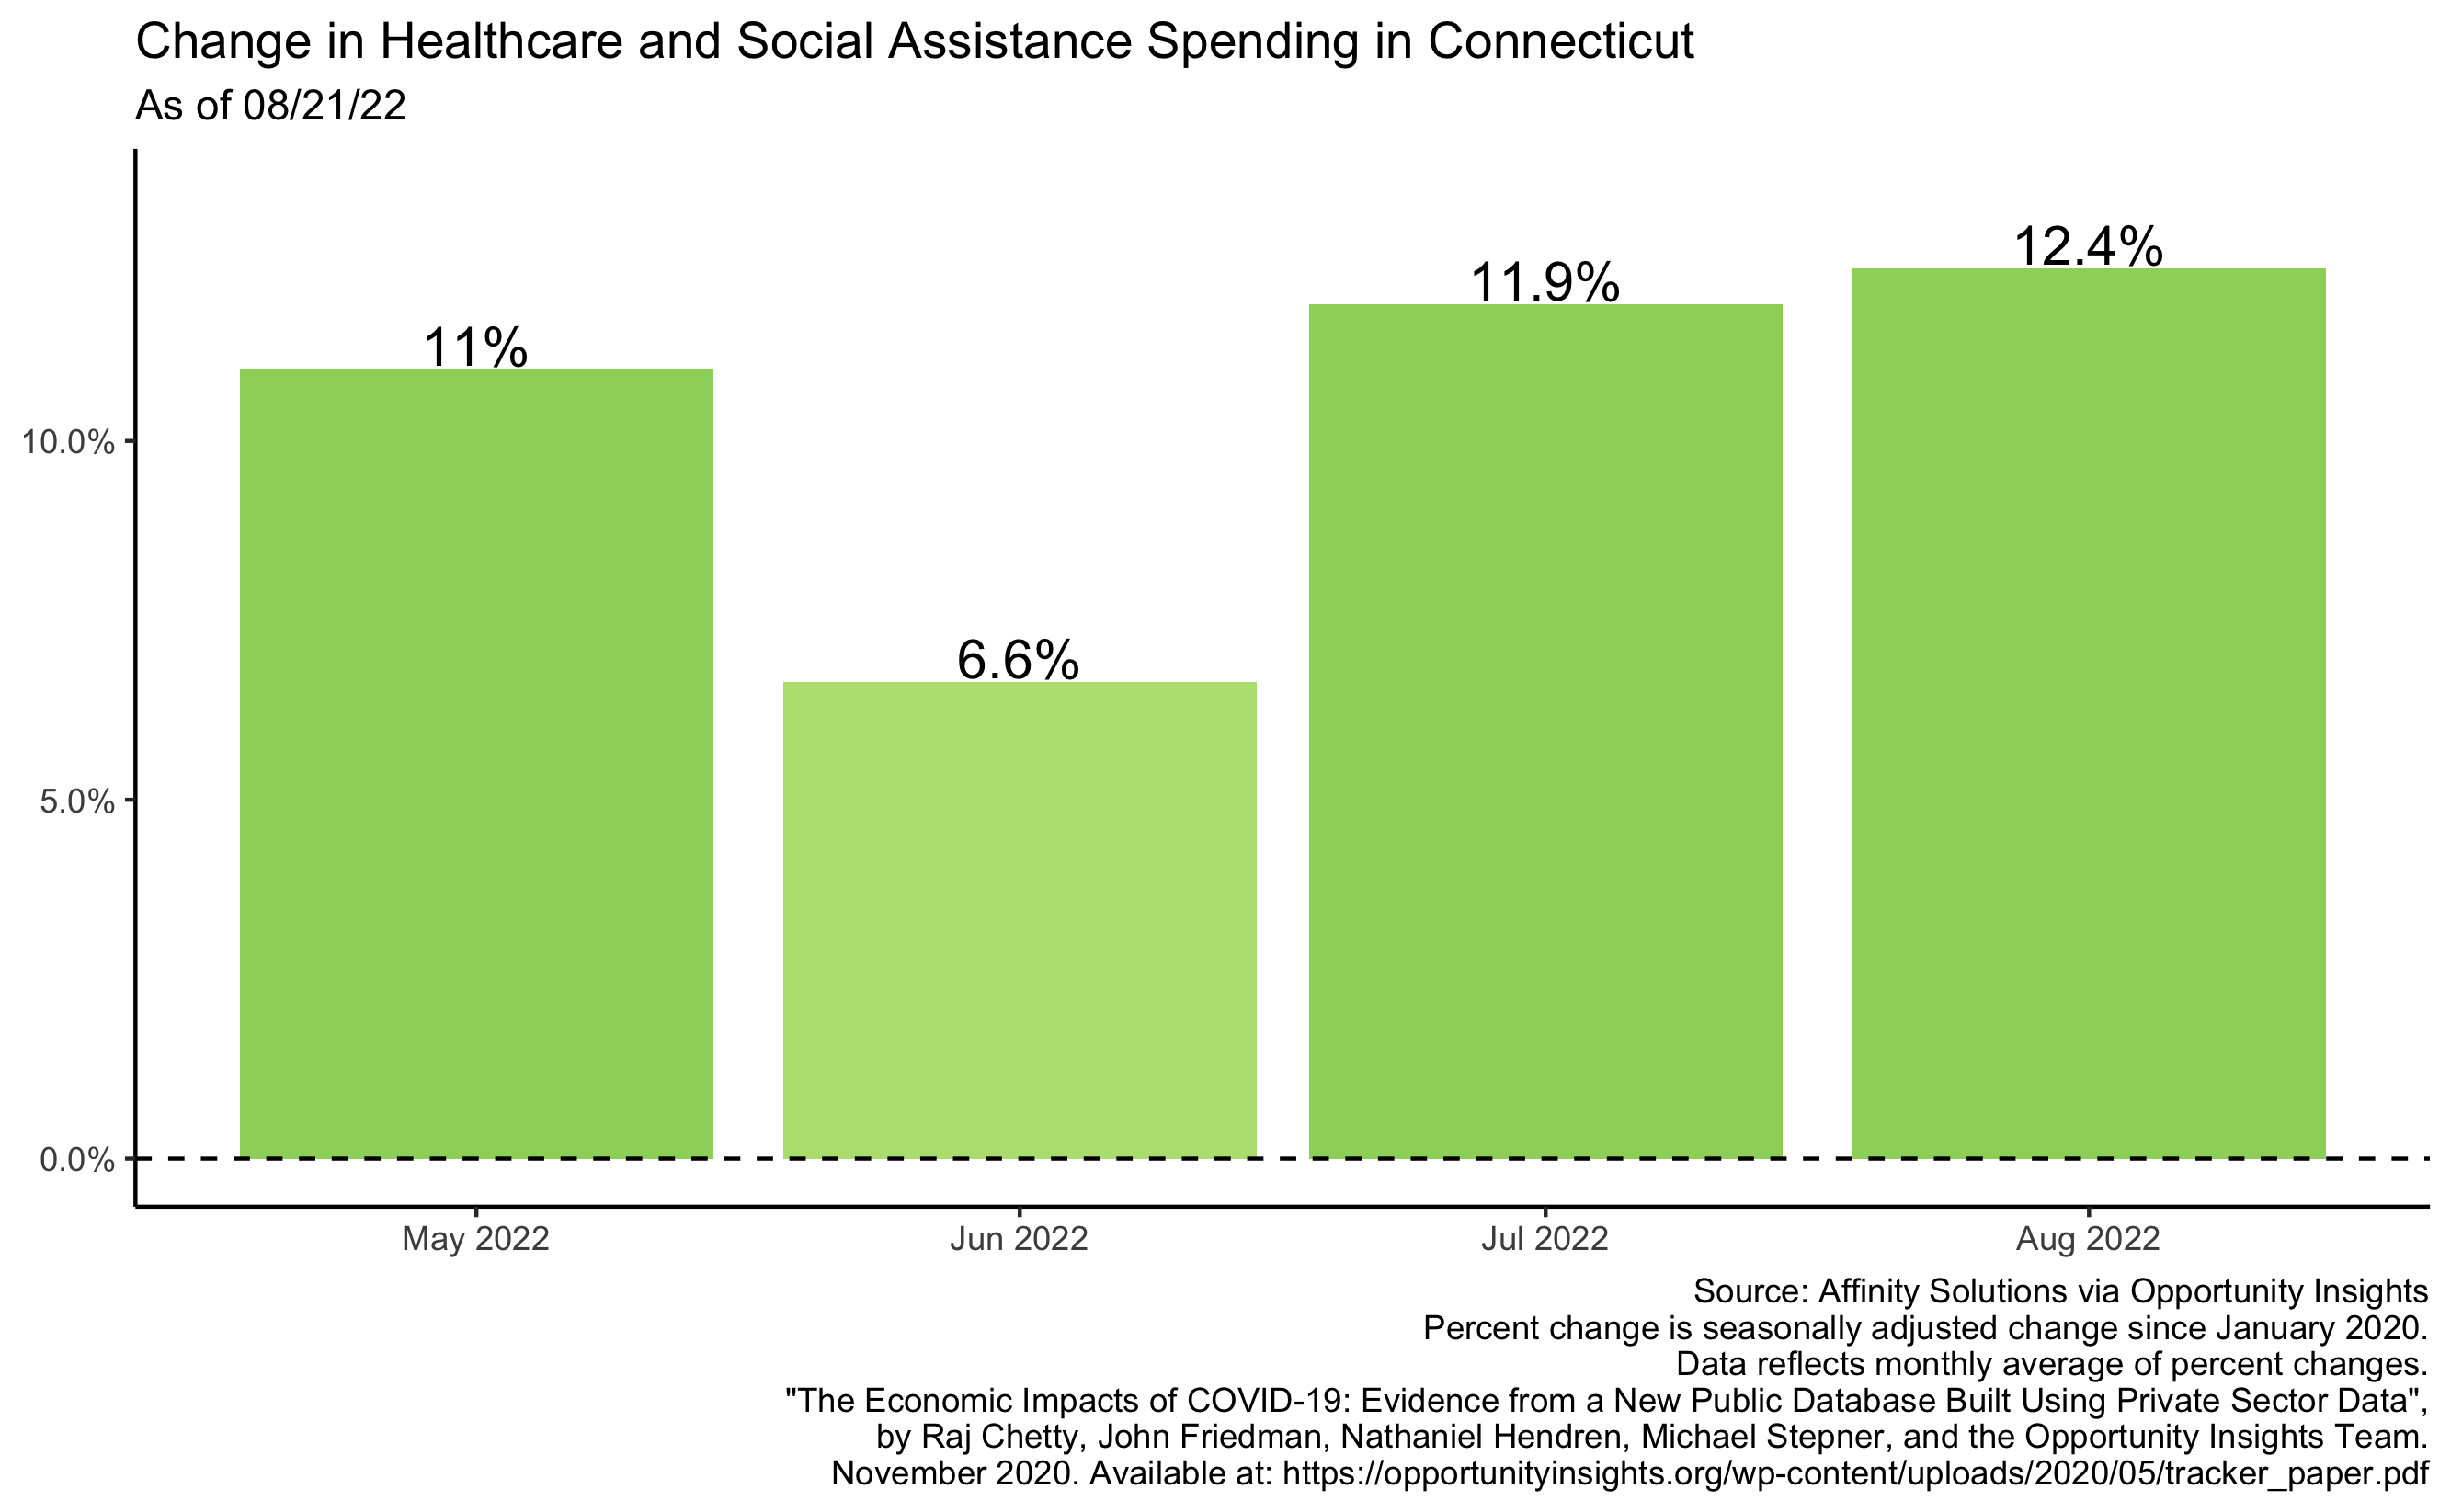 Change in Healthcare and Social Assistance Spending in Connecticut
As of 08/21/22
12.4%
11.9%
11%
10.0%
6.6%
5.0%
0.0%
May 2022 Jun 2022 Jul 2022 Aug 2022
Source: Affinity Solutions via Opportunity Insights
Percent change is seasonally adjusted change since January 2020.
Data reflects monthly average of percent changes.
"The Economic Impacts of COVID-19: Evidence from a New Public Database Built Using Private Sector Data",
by Raj Chetty, John Friedman, Nathaniel Hendren, Michael Stepner, and the Opportunity Insights Team.
November 2020. Available at: https://opportunityinsights.org/wp-content/uploads/2020/05/tracker_paper.pdf